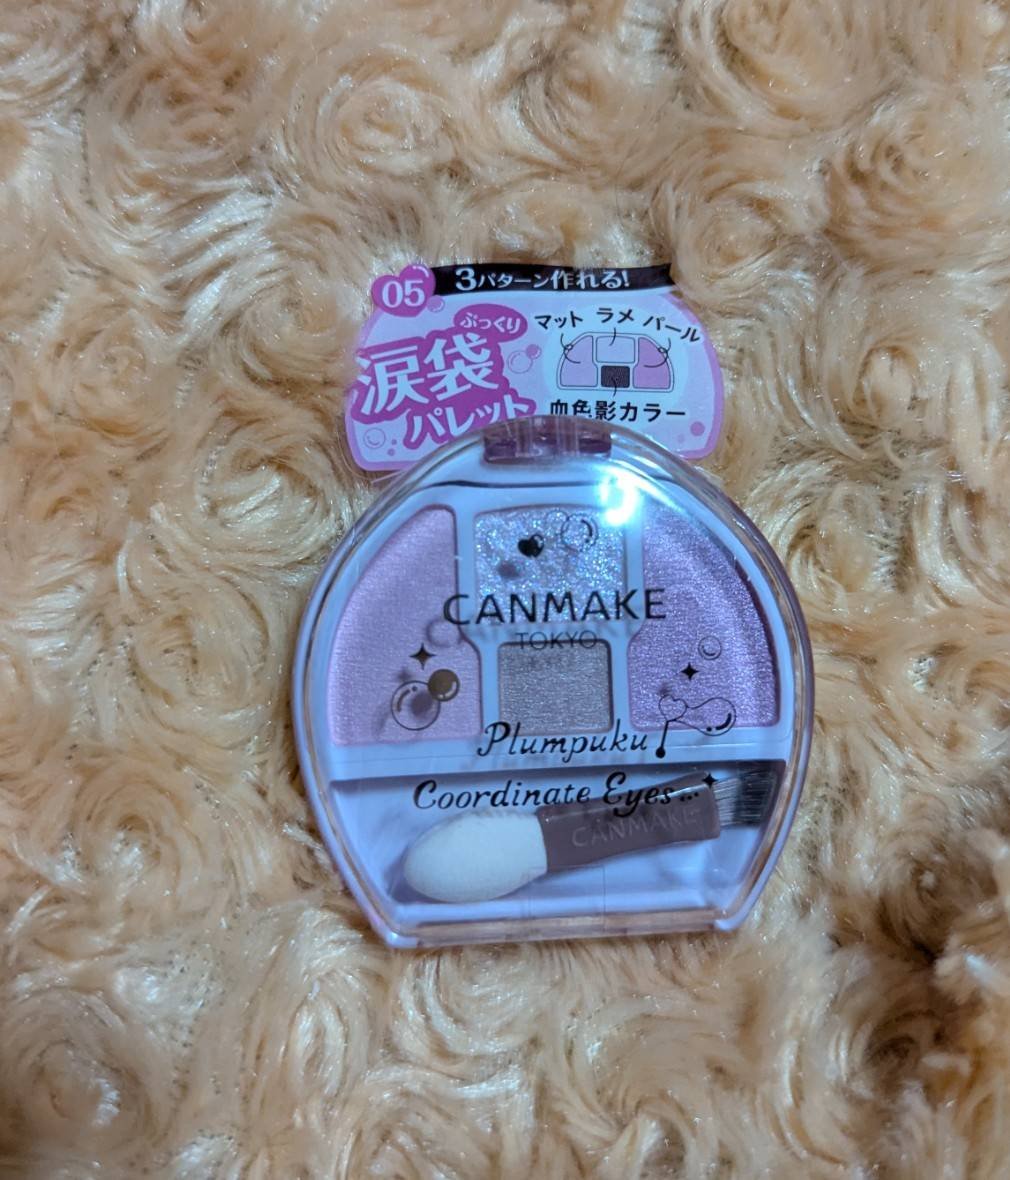 05
3パターン作れる!
ぷっくり
涙袋
パレット
マット ラメ パール
血色影カラー
CANMAKE
TOKYO
Plumpuku
Coordinate Eyes...
CANMAKE